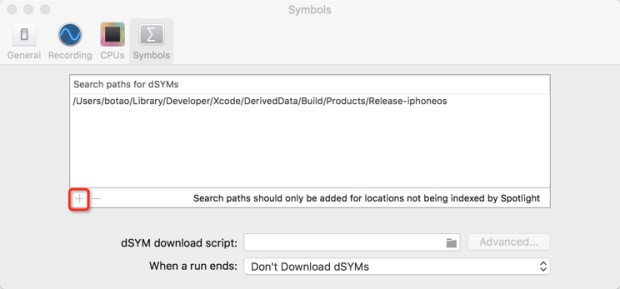 Symbols
General Recording CPUs Symbols
Search paths for dSYMs
/Users/botao/Library/Developer/Xcode/DerivedData/Build/Products/Release-iphoneos
Search paths should only be added for locations not being indexed by Spotlight
dSYM download script:
Advanced...
When a run ends: Don't Download dSYMs